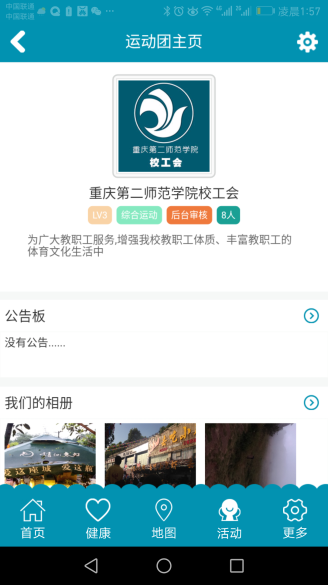 中国联通
中国联通
凌晨1:57
运动团主页
重庆第二师范学院
校工会
重庆第二师范学院校工会
LV3 综合运动 后台审核 8人
为广大教职工服务,增强我校教职工体质、丰富教职工的
体育文化生活中
公告板
没有公告......
我们的相册
爱这座城
首页 健康 地图 活动 更多